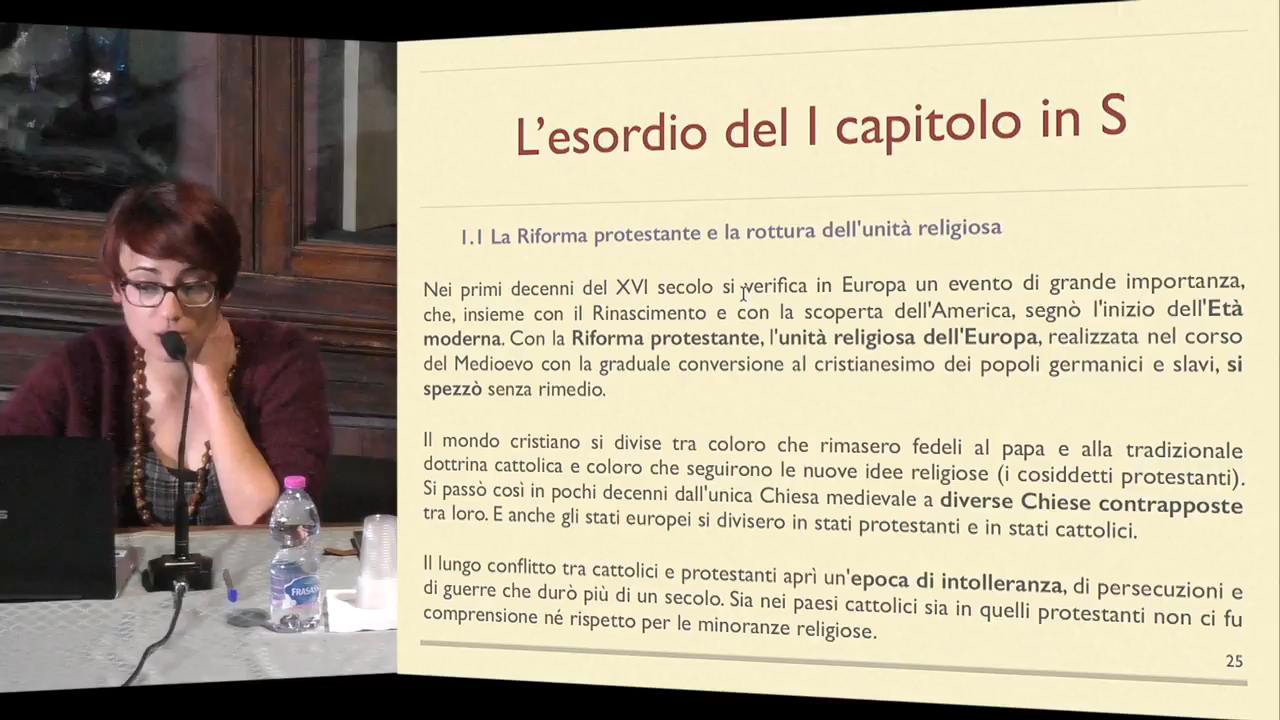 L'esordio del I capitolo in S
1.1 La Riforma protestante e la rottura dell'unità religiosa
Nei primi decenni del XVI secolo si verifica in Europa un evento di grande importanza,
che, insieme con il Rinascimento e con la scoperta dell'America, segnò l'inizio dell'Età
moderna. Con la Riforma protestante, l'unità religiosa dell'Europa, realizzata nel corso
del Medioevo con la graduale conversione al cristianesimo dei popoli germanici e slavi, si
spezzò senza rimedio.
Il mondo cristiano si divise tra coloro che rimasero fedeli al papa e alla tradizionale
dottrina cattolica e coloro che seguirono le nuove idee religiose (i cosiddetti protestanti).
Si passò così in pochi decenni dall'unica Chiesa medievale a diverse Chiese contrapposte
tra loro. E anche gli stati europei si divisero in stati protestanti e in stati cattolici.
Il lungo conflitto tra cattolici e protestanti aprì un'epoca di intolleranza, di persecuzioni e
di guerre che durò più di un secolo. Sia nei paesi cattolici sia in quelli protestanti non ci fu
comprensione né rispetto per le minoranze religiose.
25